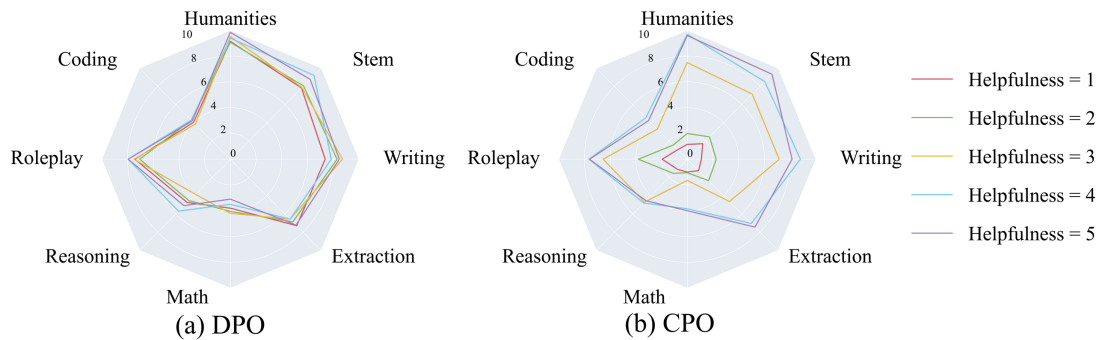 Humanities
Stem
Writing
Extraction
Math
Reasoning
Roleplay
Coding
10
8
6
4
2
0
(a) DPO
Humanities
Stem
Writing
Extraction
Math
Reasoning
Roleplay
Coding
10
8
6
4
2
0
(b) CPO
Helpfulness = 1
Helpfulness = 2
Helpfulness = 3
Helpfulness = 4
Helpfulness = 5